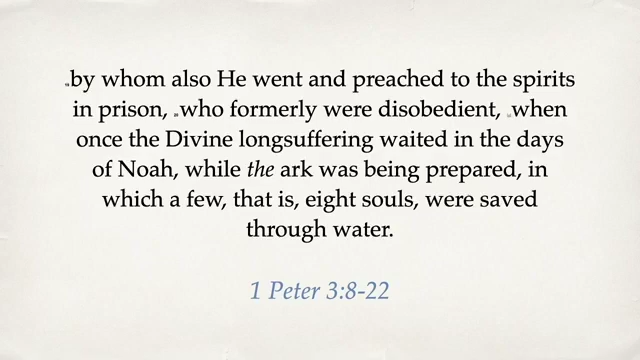 by whom also He went and preached to the spirits
in prison, who formerly were disobedient, when
once the Divine longsuffering waited in the days
of Noah, while the ark was being prepared, in
which a few, that is, eight souls, were saved
through water.
1 Peter 3:8-22